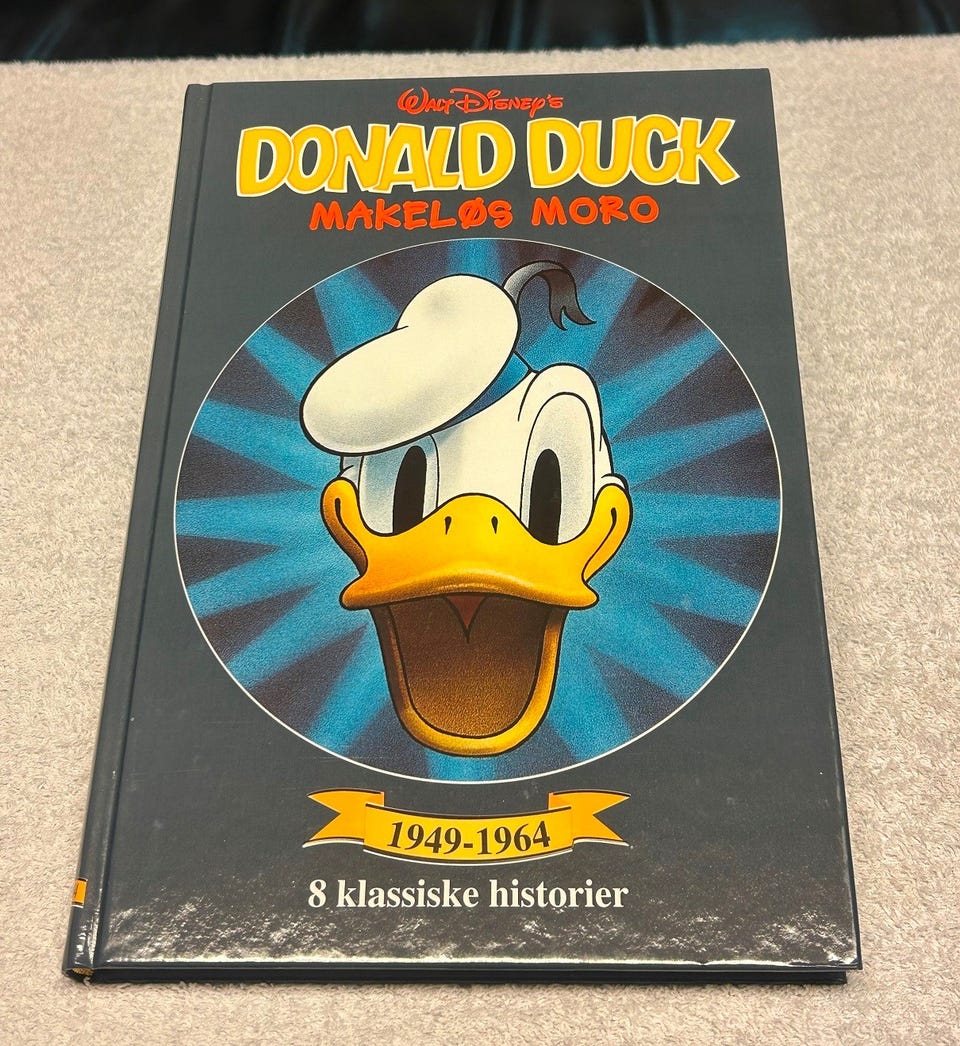 WALT DISNEY'S
DONALD DUCK
MAKELØS MORO
1949-1964
8 klassiske historier